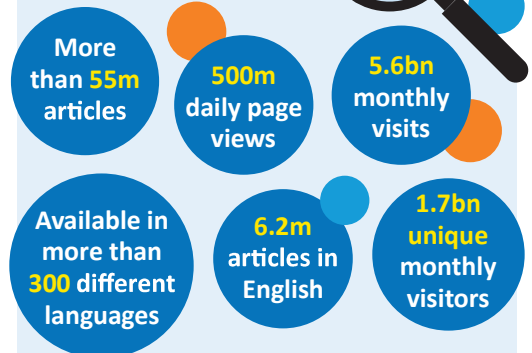 More
than 55m
articles
500m
daily page
views
5.6bn
monthly
visits
Available in
more than
300 different
languages
6.2m
articles in
English
1.7bn
unique
monthly
visitors